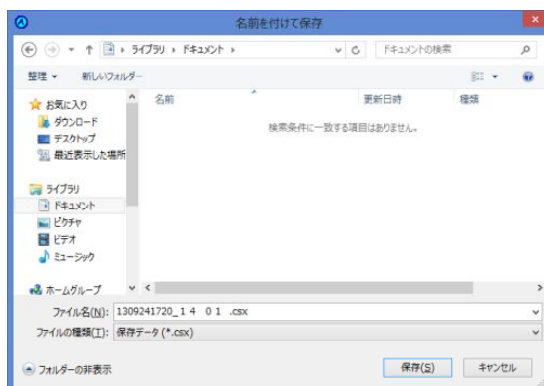 名前を付けて保存
ライブラリ ▸ ドキュメント ▸
ドキュメントの検索
整理 新しいフォルダー
名前 更新日時 種類
検索条件に一致する項目はありません。
お気に入り
ダウンロード
デスクトップ
最近表示した場所
ライブラリ
ドキュメント
ピクチャ
ビデオ
ミュージック
ホームグループ
ファイル名(N): 1309241720_1 4　0 1　.csx
ファイルの種類(T): 保存データ (*.csx)
フォルダーの非表示 保存(S) キャンセル